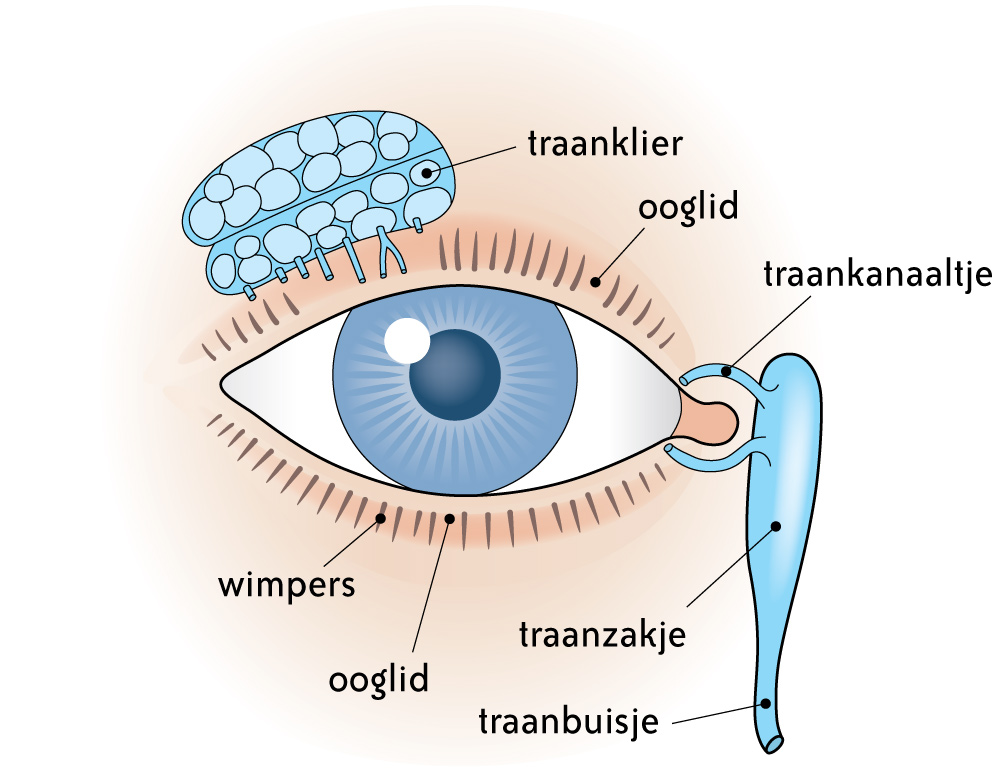 traanklier
ooglid
traankanaaltje
wimpers
traanzakje
ooglid
traanbuisje